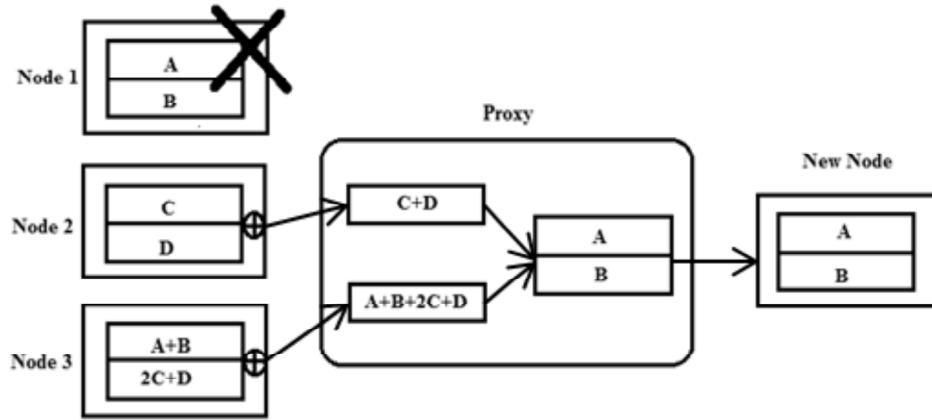 Node 1
A
B
Proxy
New Node
Node 2
C
D
C+D
A
B
A
B
Node 3
A+B
2C+D
A+B+2C+D